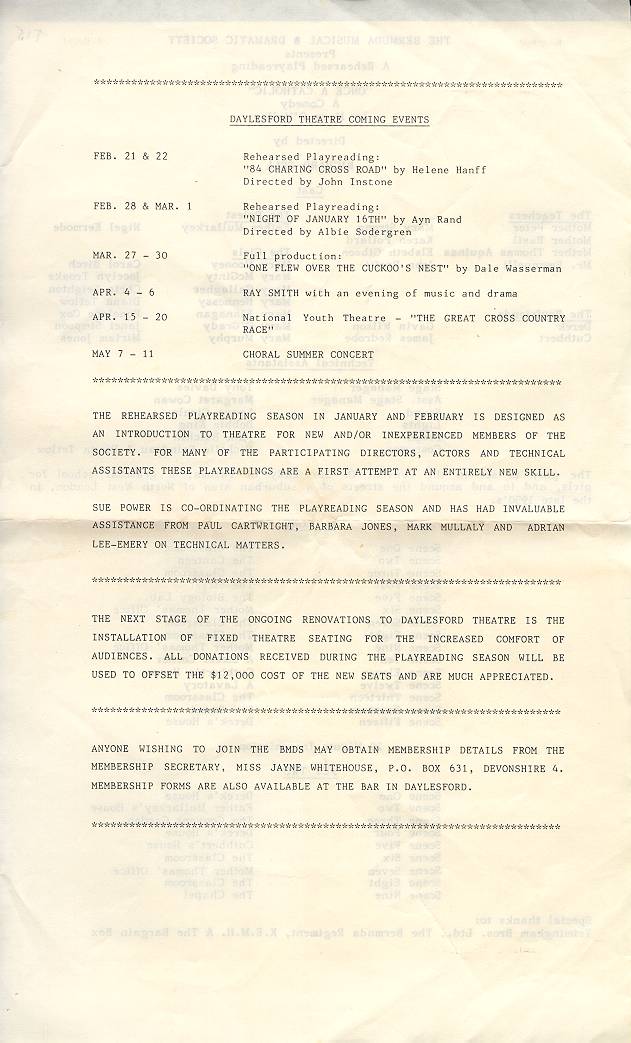 ***************************************************************************
DAYLESFORD THEATRE COMING EVENTS
FEB. 21 & 22 Rehearsed Playreading:
"84 CHARING CROSS ROAD" by Helene Hanff
Directed by John Instone
FEB. 28 & MAR. 1 Rehearsed Playreading:
"NIGHT OF JANUARY 16TH" by Ayn Rand
Directed by Albie Sodergren
MAR. 27 - 30 Full production:
"ONE FLEW OVER THE CUCKOO'S NEST" by Dale Wasserman
APR. 4 - 6 RAY SMITH with an evening of music and drama
APR. 15 - 20 National Youth Theatre - "THE GREAT CROSS COUNTRY
RACE"
MAY 7 - 11 CHORAL SUMMER CONCERT
***************************************************************************
THE REHEARSED PLAYREADING SEASON IN JANUARY AND FEBRUARY IS DESIGNED AS
AN INTRODUCTION TO THEATRE FOR NEW AND/OR INEXPERIENCED MEMBERS OF THE
SOCIETY. FOR MANY OF THE PARTICIPATING DIRECTORS, ACTORS AND TECHNICAL
ASSISTANTS THESE PLAYREADINGS ARE A FIRST ATTEMPT AT AN ENTIRELY NEW SKILL.
SUE POWER IS CO-ORDINATING THE PLAYREADING SEASON AND HAS HAD INVALUABLE
ASSISTANCE FROM PAUL CARTWRIGHT, BARBARA JONES, MARK MULLALY AND ADRIAN
LEE-EMERY ON TECHNICAL MATTERS.
***************************************************************************
THE NEXT STAGE OF THE ONGOING RENOVATIONS TO DAYLESFORD THEATRE IS THE
INSTALLATION OF FIXED THEATRE SEATING FOR THE INCREASED COMFORT OF
AUDIENCES. ALL DONATIONS RECEIVED DURING THE PLAYREADING SEASON WILL BE
USED TO OFFSET THE $12,000 COST OF THE NEW SEATS AND ARE MUCH APPRECIATED.
***************************************************************************
ANYONE WISHING TO JOIN THE BMDS MAY OBTAIN MEMBERSHIP DETAILS FROM THE
MEMBERSHIP SECRETARY, MISS JAYNE WHITEHOUSE, P.O. BOX 631, DEVONSHIRE 4.
MEMBERSHIP FORMS ARE ALSO AVAILABLE AT THE BAR IN DAYLESFORD.
***************************************************************************